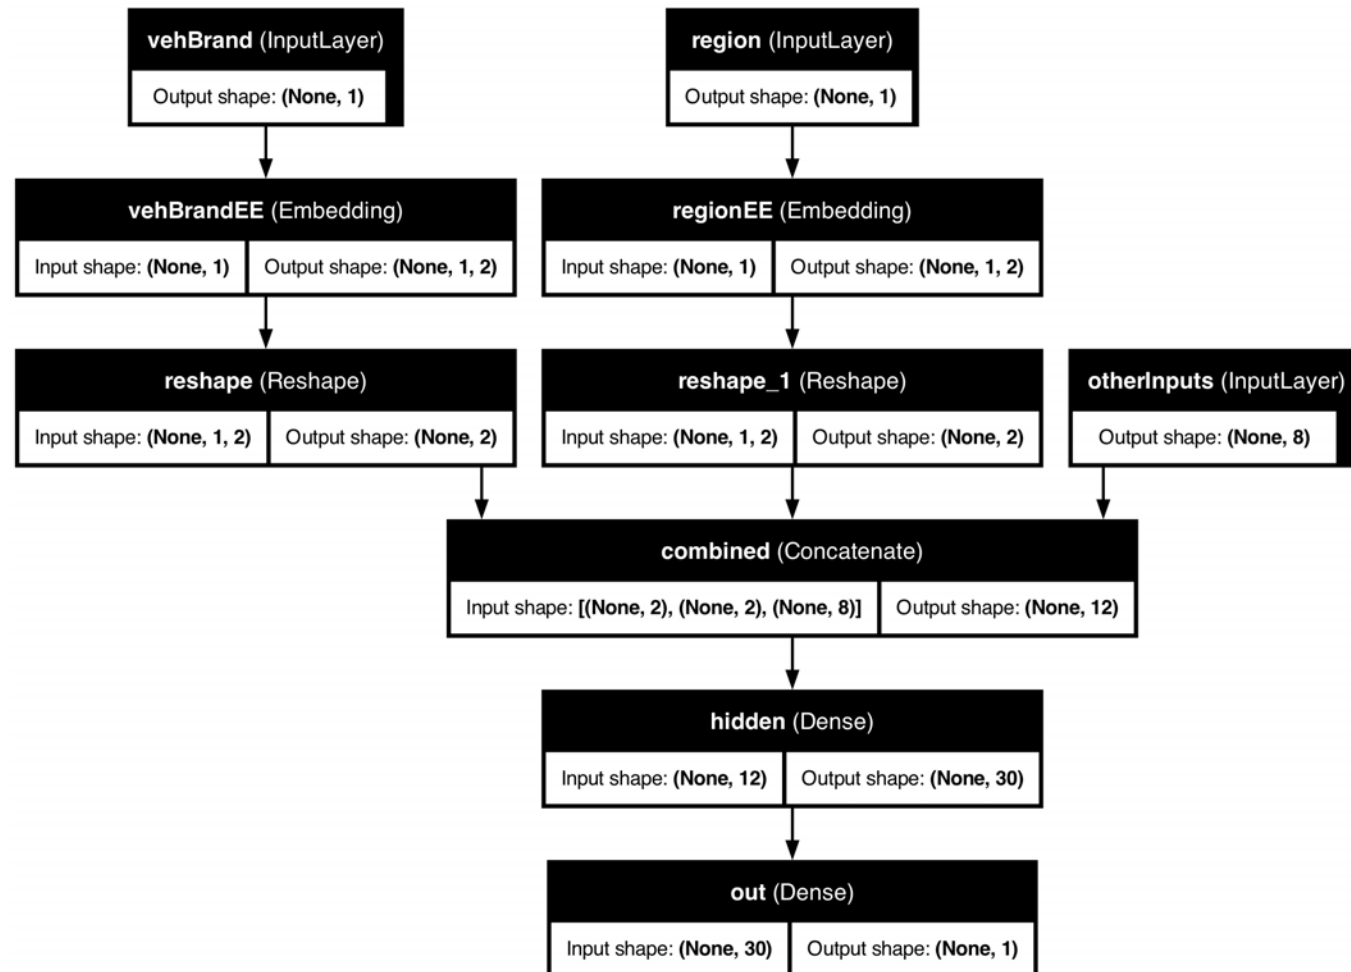 vehBrand (InputLayer)
Output shape: (None, 1)
region (InputLayer)
Output shape: (None, 1)
vehBrandEE (Embedding)
Input shape: (None, 1)
Output shape: (None, 1, 2)
regionEE (Embedding)
Input shape: (None, 1)
Output shape: (None, 1, 2)
reshape (Reshape)
Input shape: (None, 1, 2)
Output shape: (None, 2)
reshape_1 (Reshape)
Input shape: (None, 1, 2)
Output shape: (None, 2)
otherInputs (InputLayer)
Output shape: (None, 8)
combined (Concatenate)
Input shape: [(None, 2), (None, 2), (None, 8)]
Output shape: (None, 12)
hidden (Dense)
Input shape: (None, 12)
Output shape: (None, 30)
out (Dense)
Input shape: (None, 30)
Output shape: (None, 1)